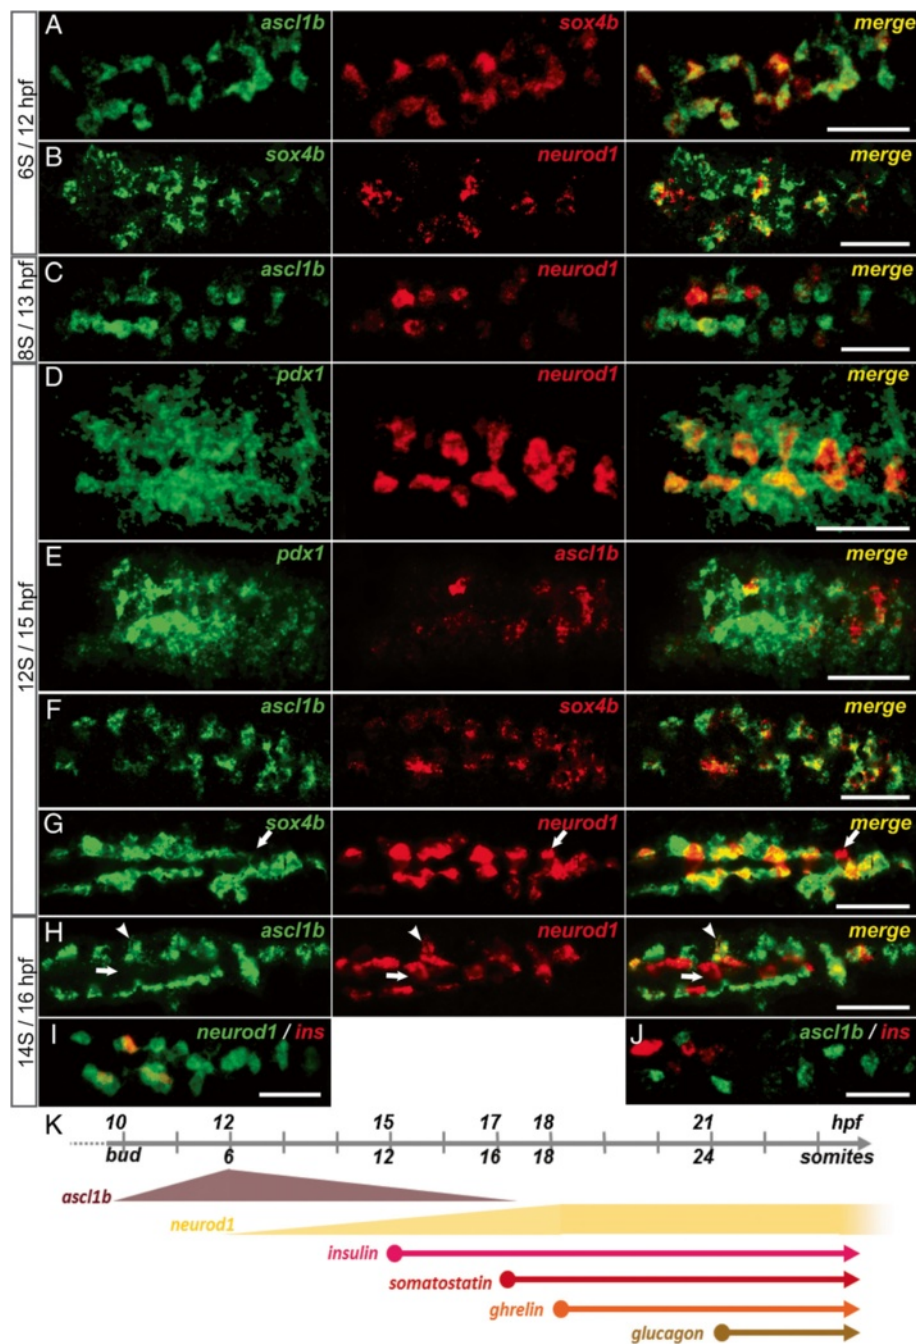 6S / 12 hpf
A ascl1b sox4b merge
B sox4b neurod1 merge
8S / 13 hpf
C ascl1b neurod1 merge
12S / 15 hpf
D pdx1 neurod1 merge
E pdx1 ascl1b merge
F ascl1b sox4b merge
G sox4b neurod1 merge
14S / 16 hpf
H ascl1b neurod1 merge
I neurod1 / ins J ascl1b / ins
K 10 12 15 17 18 21 hpf
bud 6 12 16 18 24 somites
ascl1b
neurod1
insulin
somatostatin
ghrelin
glucagon